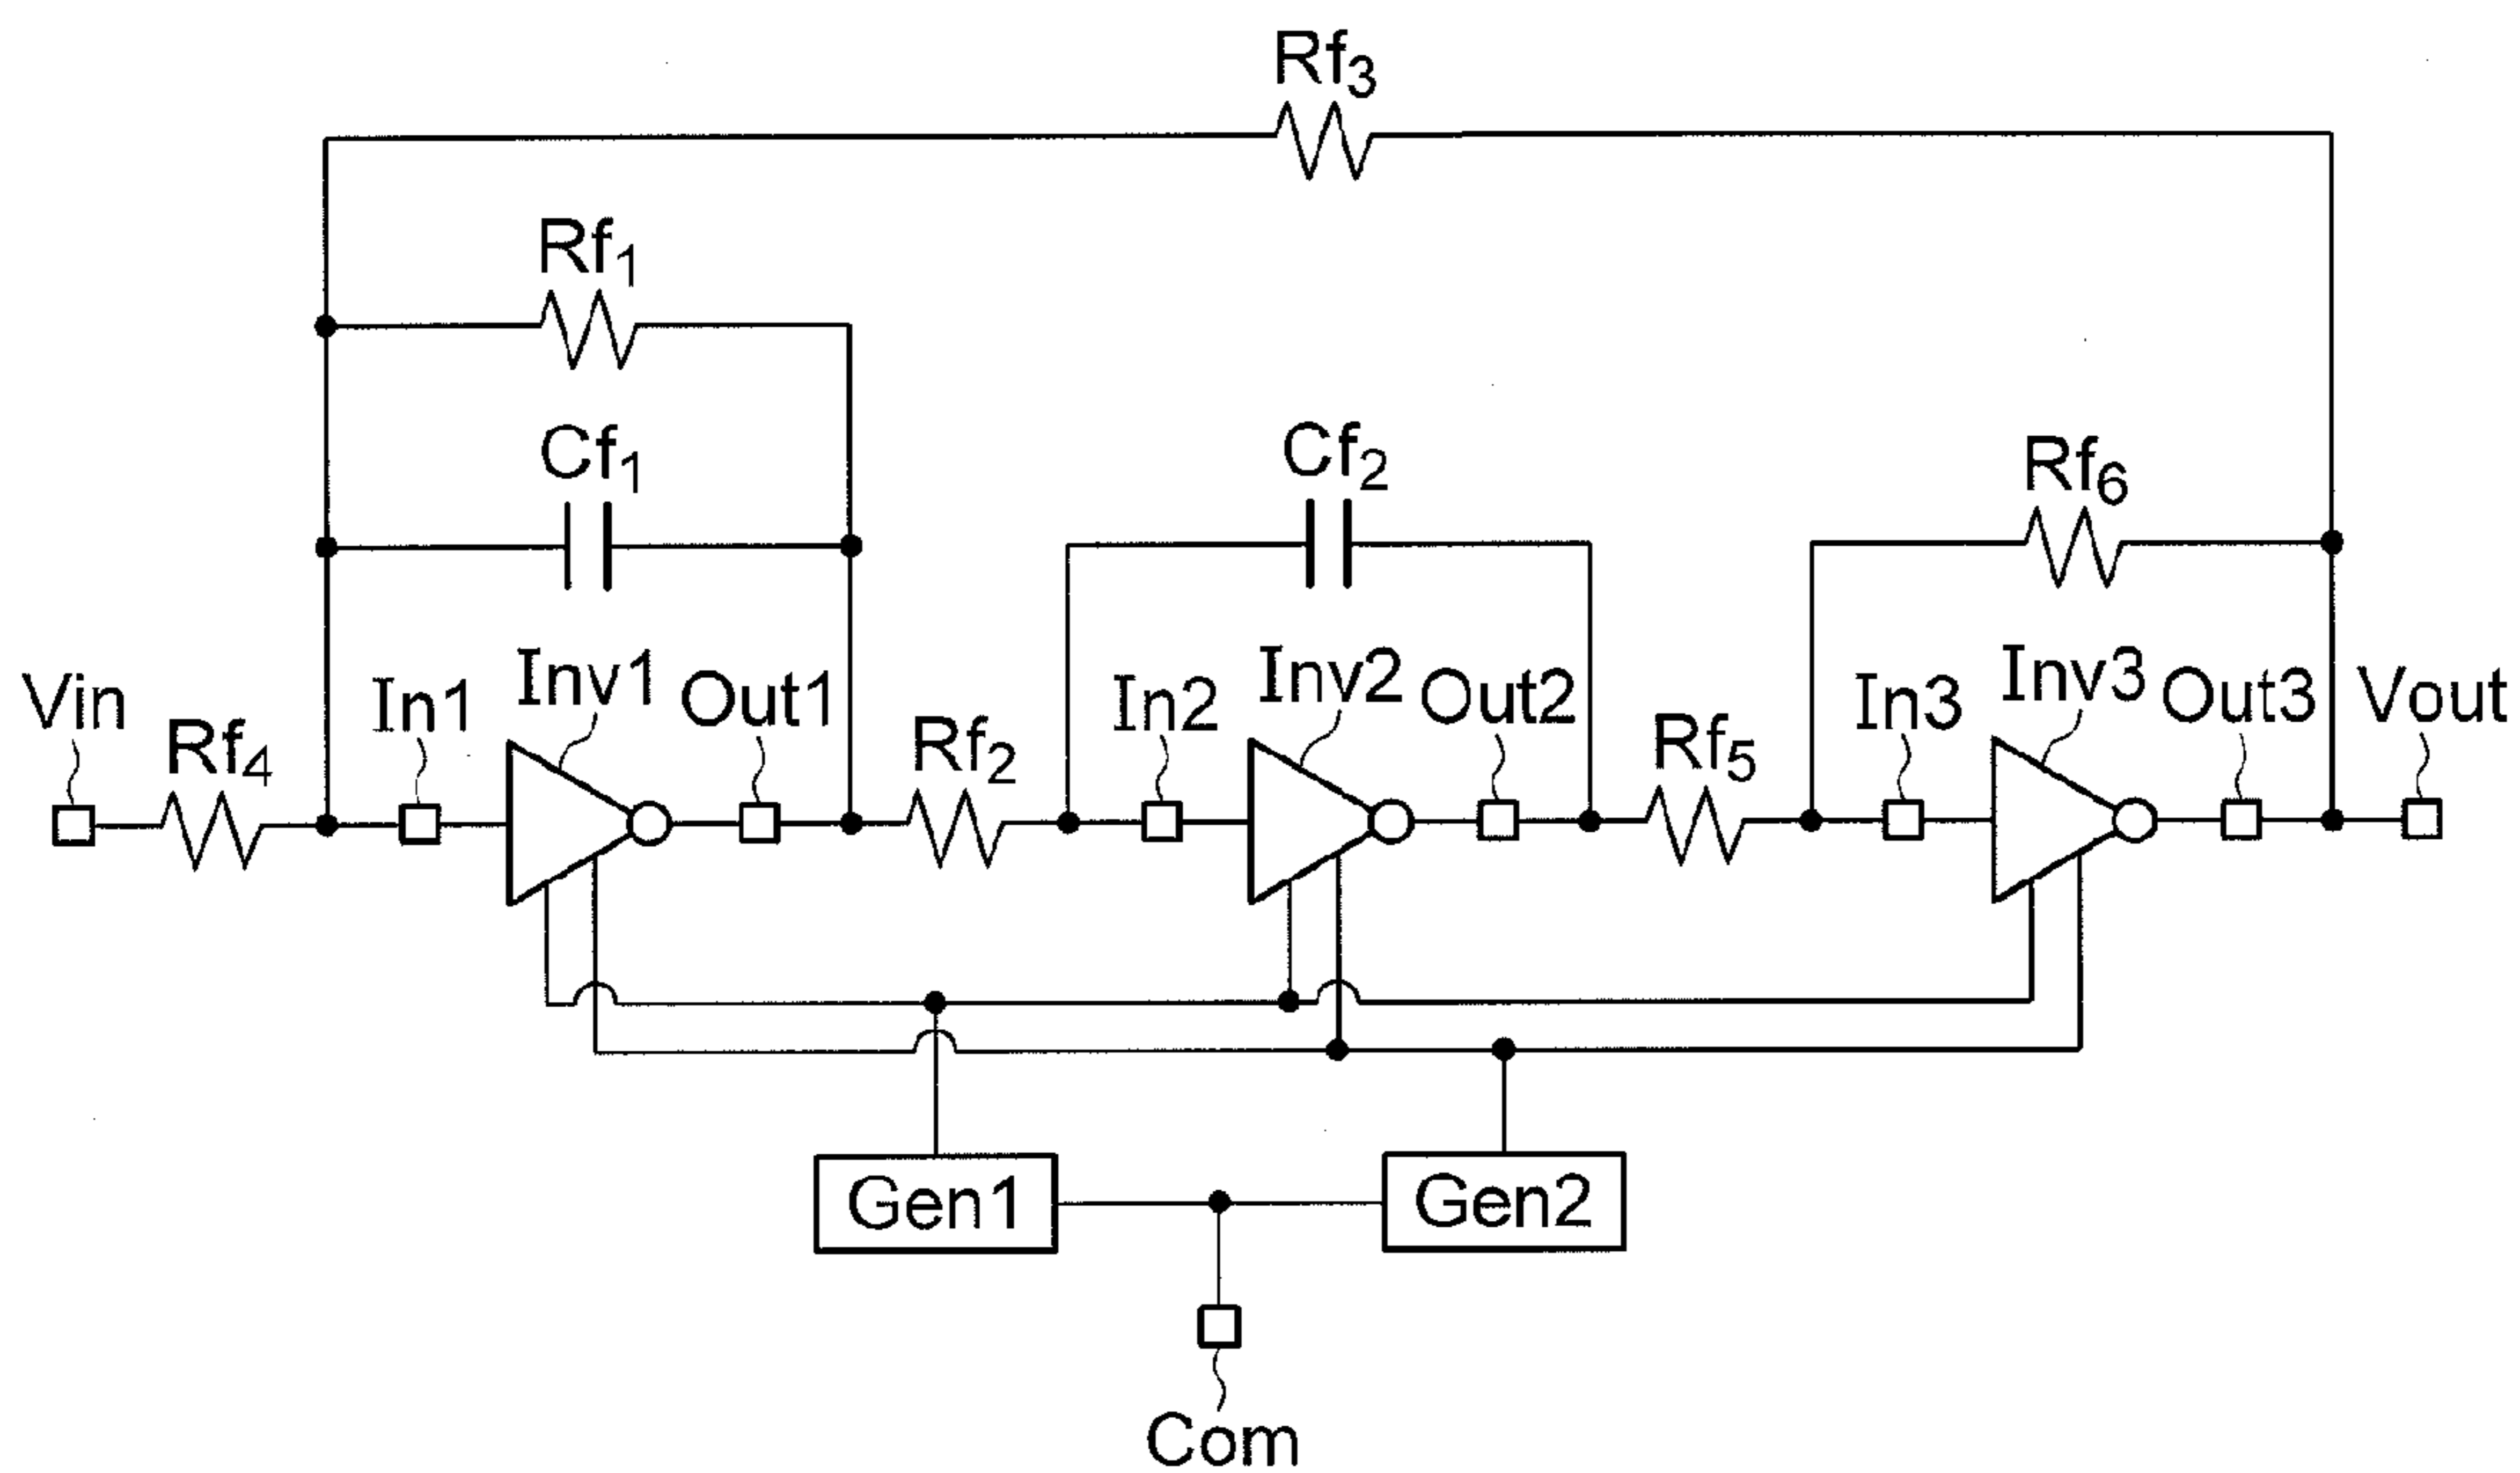 Rf3
Rf1
Cf1
Cf2
Rf6
Vin
Rf4
In1
Inv1
Out1
Rf2
In2
Inv2
Out2
Rf5
In3
Inv3
Out3
Vout
Gen1
Gen2
Com